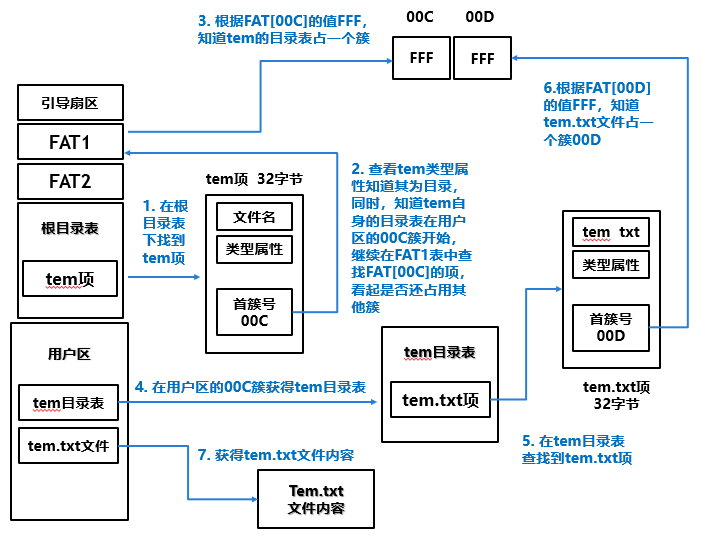 3. 根据FAT[00C]的值FFF，
知道tem的目录表占一个簇
00C
00D
FFF
FFF
6.根据FAT[00D]
的值FFF，知道
tem.txt文件占一
个簇00D
引导扇区
FAT1
FAT2
根目录表
tem项
1. 在根
目录表
下找到
tem项
tem项 32字节
文件名
类型属性
首簇号
00C
2. 查看tem类型属
性知道其为目录，
同时，知道tem自
身的目录表在用户
区的00C簇开始，
继续在FAT1表中查
找FAT[00C]的项，
看起是否还占用其
他簇
tem txt
类型属性
首簇号
00D
tem.txt项
32字节
用户区
tem目录表
tem.txt文件
4. 在用户区的00C簇获得tem目录表
tem目录表
tem.txt项
5. 在tem目录表
查找到tem.txt项
7. 获得tem.txt文件内容
Tem.txt
文件内容